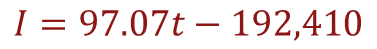 I = 97.07t − 192,410